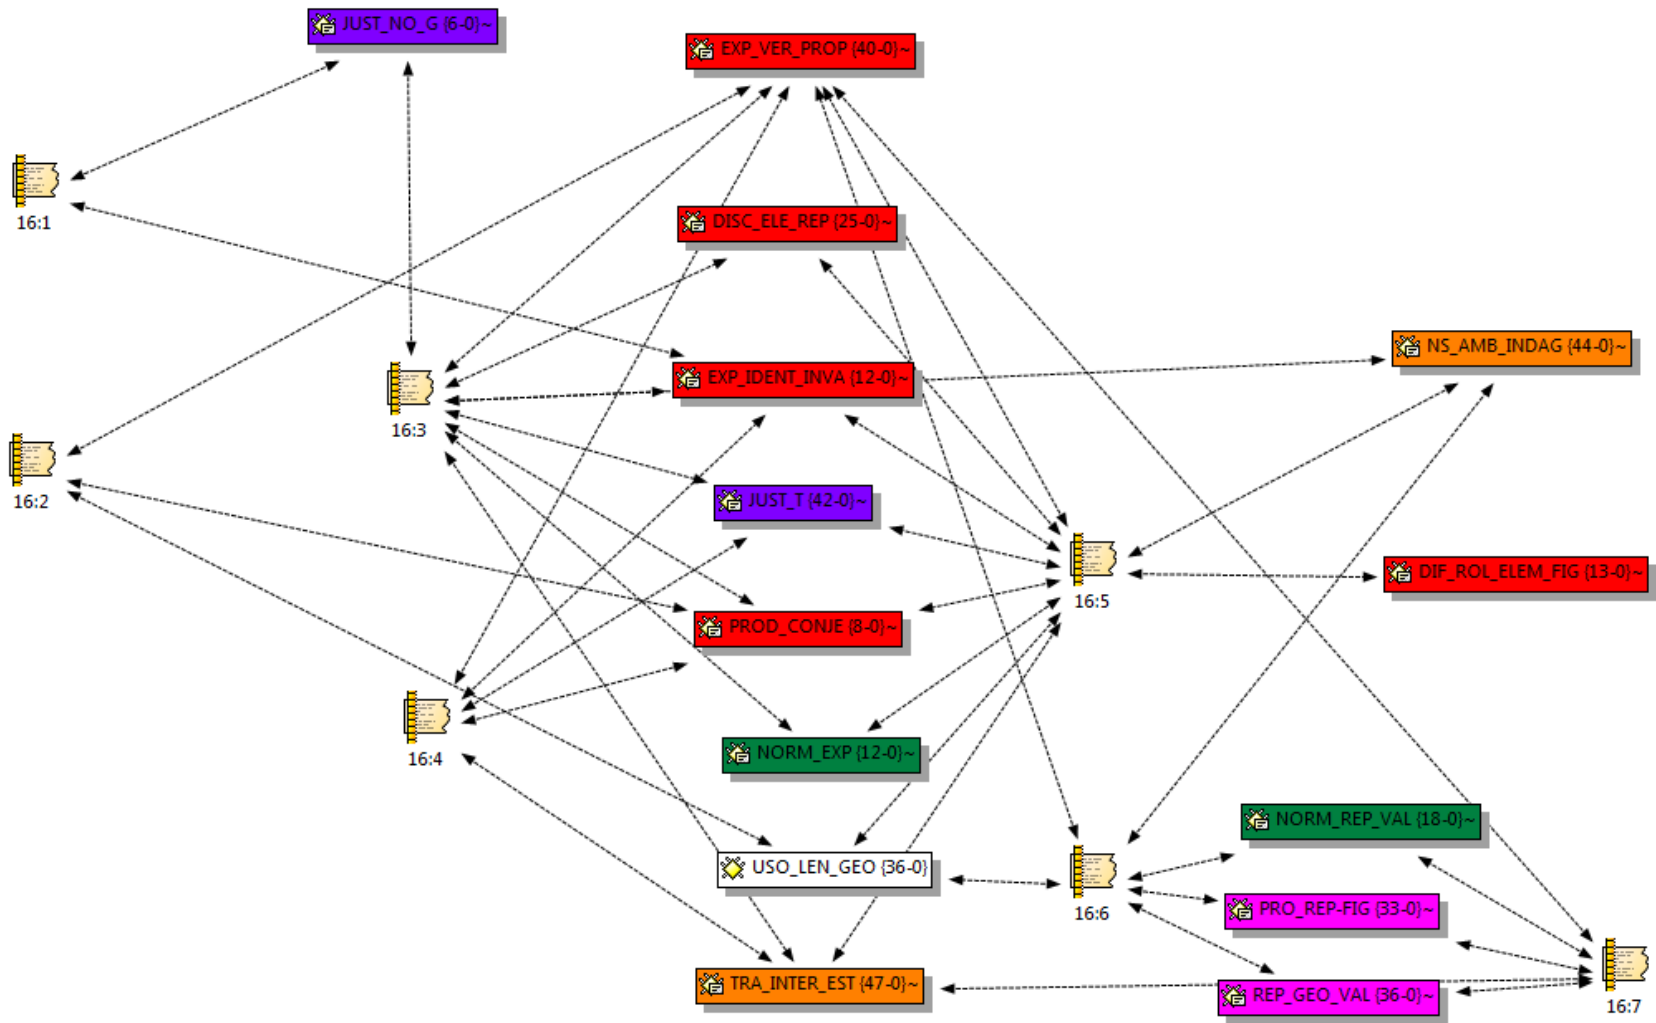 JUST_NO_G {6-0}~
EXP_VER_PROP {40-0}~
16:1
DISC_ELE_REP {25-0}~
NS_AMB_INDAG {44-0}~
EXP_IDENT_INVA {12-0}~
16:3
16:2
JUST_T {42-0}~
DIF_ROL_ELEM_FIG {13-0}~
16:5
PROD_CONJE {8-0}~
16:4
NORM_EXP {12-0}~
NORM_REP_VAL {18-0}~
USO_LEN_GEO {36-0}
16:6
PRO_REP-FIG {33-0}~
TRA_INTER_EST {47-0}~
REP_GEO_VAL {36-0}~
16:7